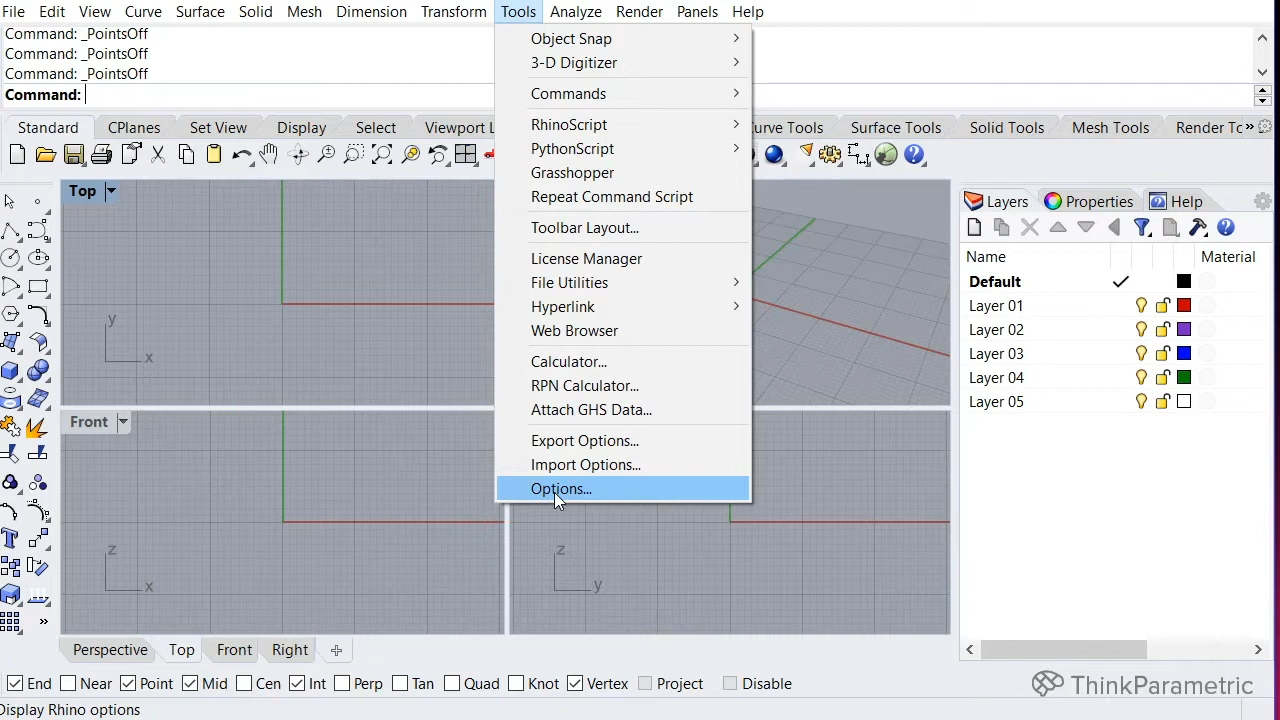 File Edit View Curve Surface Solid Mesh Dimension Transform Tools Analyze Render Panels Help
Command: _PointsOff
Command: _PointsOff
Command: _PointsOff
Command:
Standard CPlanes Set View Display Select Viewport L urve Tools Surface Tools Solid Tools Mesh Tools Render To »
Object Snap
3-D Digitizer
Commands
RhinoScript
PythonScript
Grasshopper
Repeat Command Script
Toolbar Layout...
License Manager
File Utilities
Hyperlink
Web Browser
Calculator...
RPN Calculator...
Attach GHS Data...
Export Options...
Import Options...
Options...
Top
y
x
Front
z
x
z
y
Layers Properties Help
Name Material
Default
Layer 01
Layer 02
Layer 03
Layer 04
Layer 05
»
Perspective Top Front Right
End Near Point Mid Cen Int Perp Tan Quad Knot Vertex Project Disable
ThinkParametric
Display Rhino options